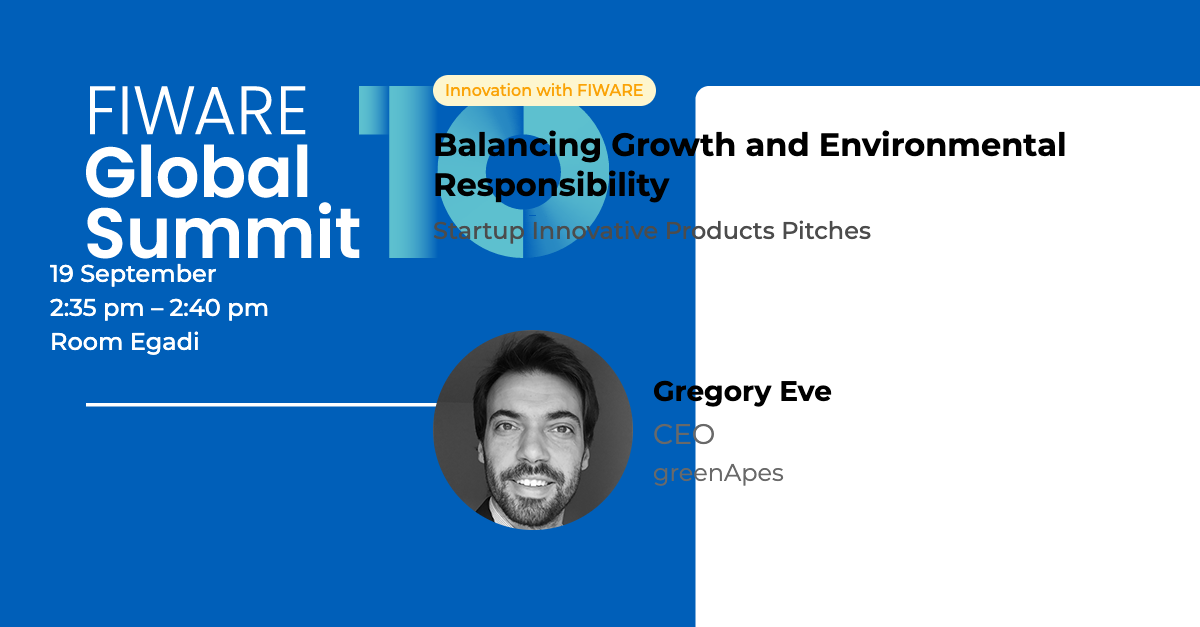 FIWARE
Global
Summit
10
19 September
2:35 pm – 2:40 pm
Room Egadi
Innovation with FIWARE
Balancing Growth and Environmental
Responsibility
Startup Innovative Products Pitches
Gregory Eve
CEO
greenApes